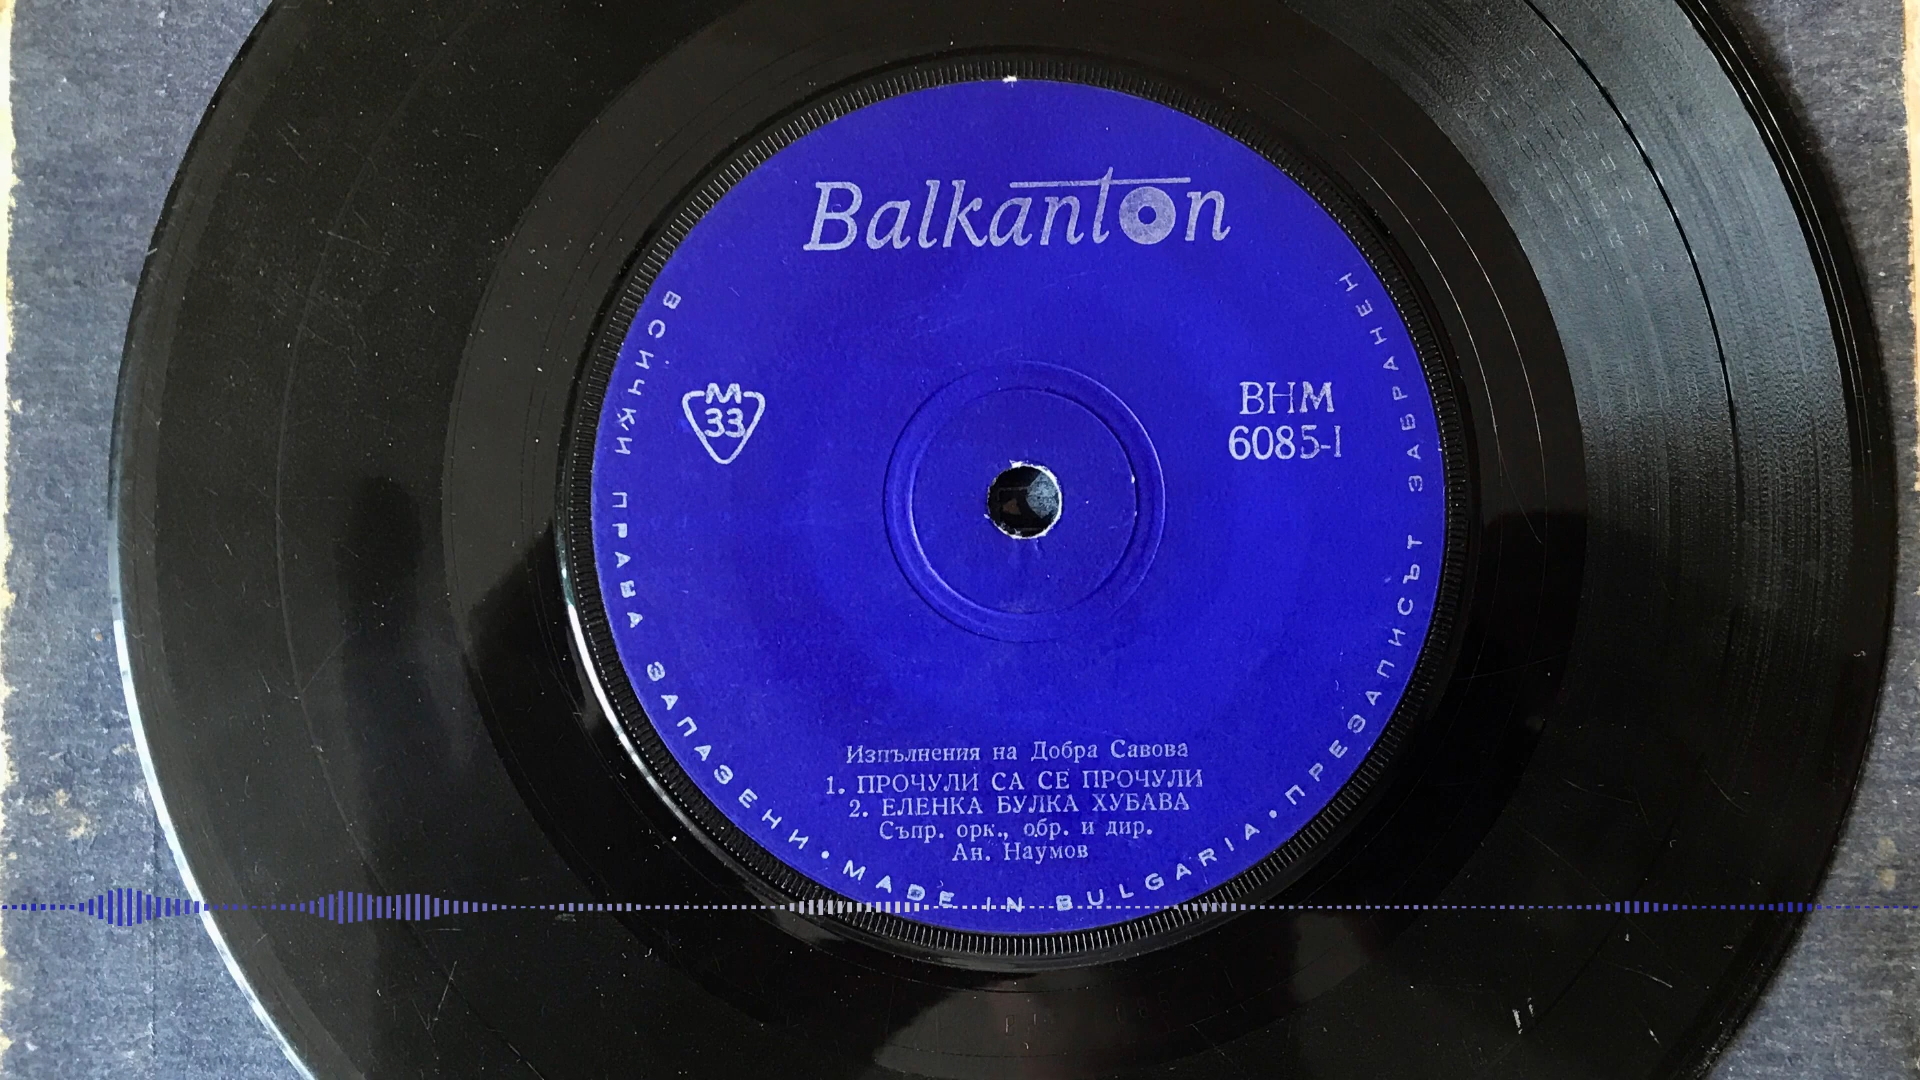 Balkanton
M
33
ВНМ
6085-I
Изпълнения на Добра Савова
1. ПРОЧУЛИ СА СЕ ПРОЧУЛИ
2. ЕЛЕНКА БУЛКА ХУБАВА
Съпр. орк., обр. и дир.
Ан. Наумов
ВСИЧКИ ПРАВА ЗАПАЗЕНИ • MADE IN BULGARIA • ПРЕЗАПИСЪТ ЗАБРАНЕН